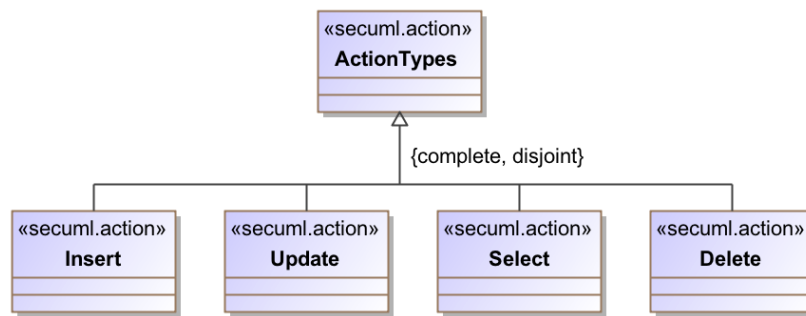 «secuml.action»
ActionTypes
{complete, disjoint}
«secuml.action»
Insert
«secuml.action»
Update
«secuml.action»
Select
«secuml.action»
Delete